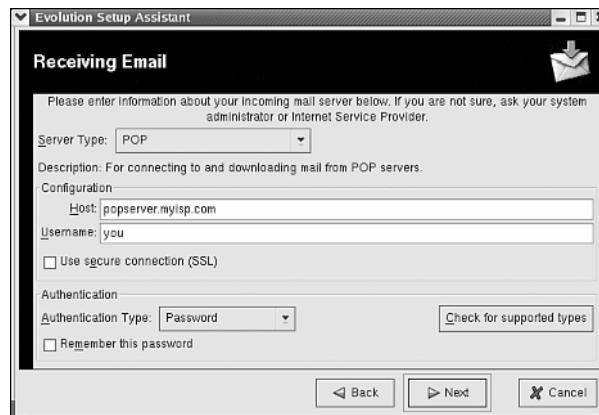 Evolution Setup Assistant
Receiving Email
Please enter information about your incoming mail server below. If you are not sure, ask your system
administrator or Internet Service Provider.
Server Type: POP
Description: For connecting to and downloading mail from POP servers.
Configuration
Host: popserver.myisp.com
Username: you
Use secure connection (SSL)
Authentication
Authentication Type: Password Check for supported types
Remember this password
Back Next Cancel